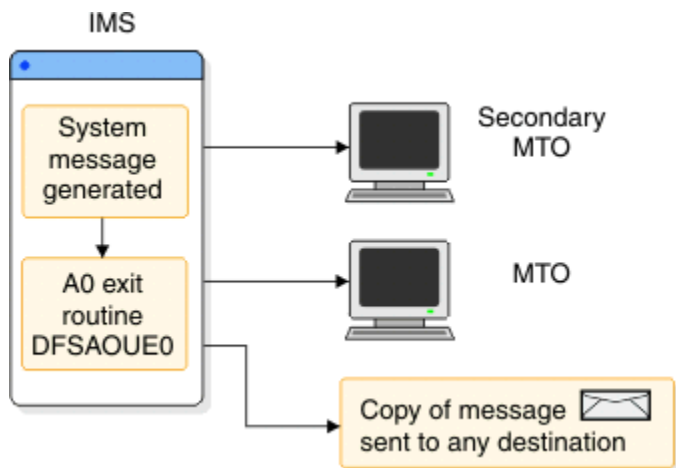 IMS
System
message
generated
Secondary
MTO
A0 exit
routine
DFSAOUE0
MTO
Copy of message
sent to any destination